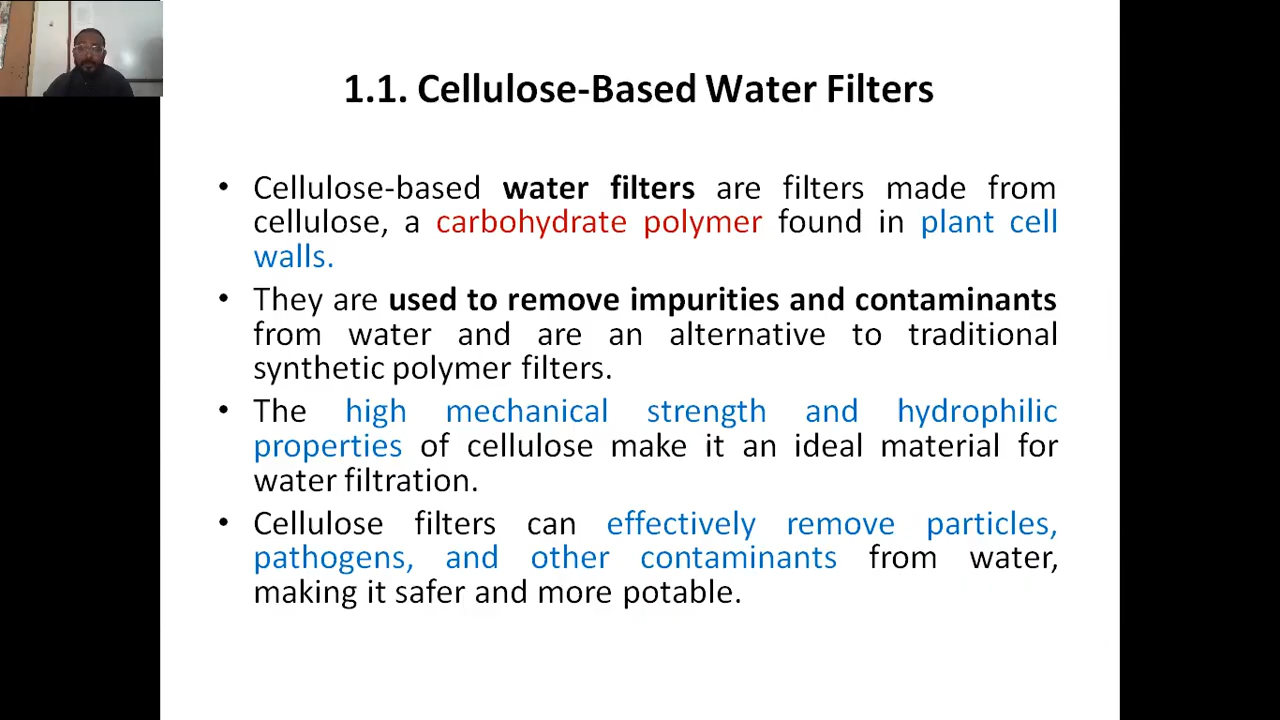 1.1. Cellulose-Based Water Filters
• Cellulose-based water filters are filters made from
cellulose, a carbohydrate polymer found in plant cell
walls.
• They are used to remove impurities and contaminants
from water and are an alternative to traditional
synthetic polymer filters.
• The high mechanical strength and hydrophilic
properties of cellulose make it an ideal material for
water filtration.
• Cellulose filters can effectively remove particles,
pathogens, and other contaminants from water,
making it safer and more potable.